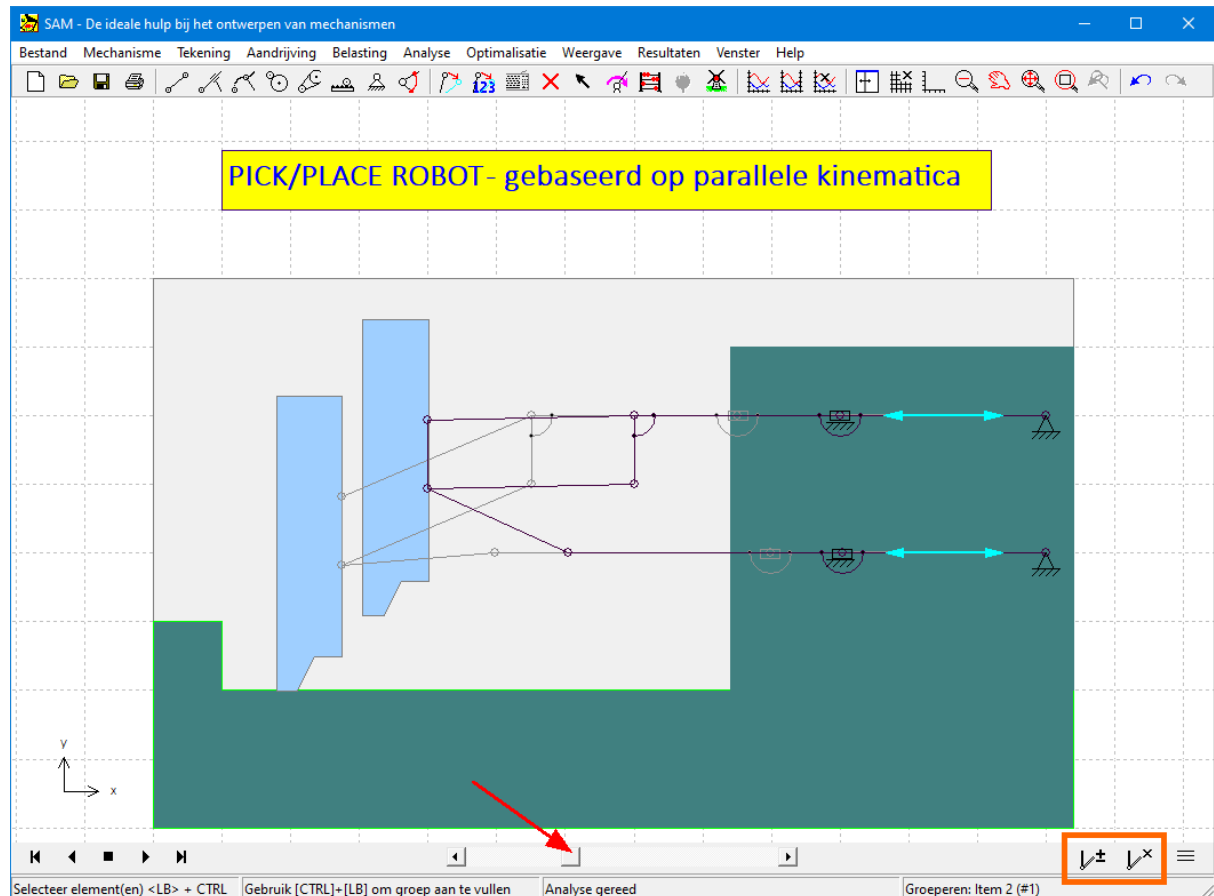 SAM - De ideale hulp bij het ontwerpen van mechanismen
Bestand Mechanisme Tekening Aandrijving Belasting Analyse Optimalisatie Weergave Resultaten Venster Help
123
PICK/PLACE ROBOT- gebaseerd op parallele kinematica
y
x
Selecteer element(en) <LB> + CTRL Gebruik [CTRL]+[LB] om groep aan te vullen Analyse gereed Groeperen: Item 2 (#1)